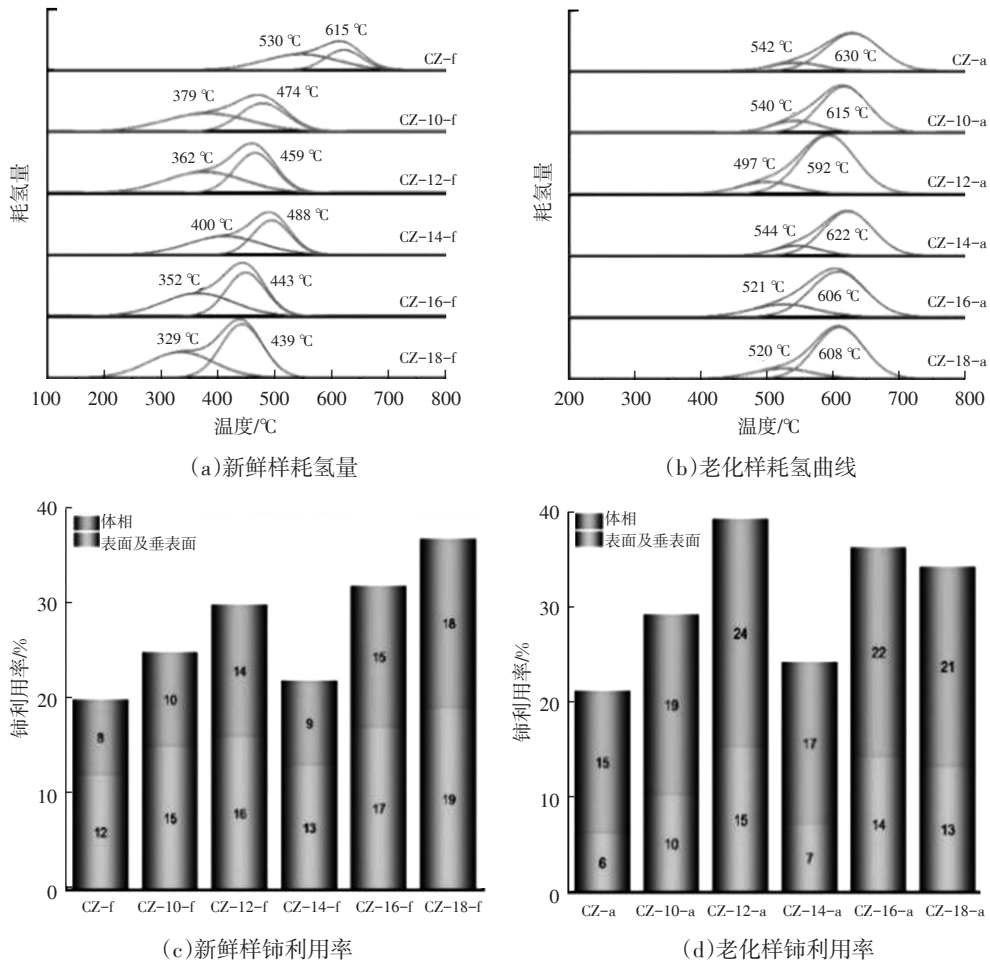 530 ℃
615 ℃
CZ-f
379 ℃
474 ℃
CZ-10-f
362 ℃
459 ℃
CZ-12-f
400 ℃
488 ℃
CZ-14-f
352 ℃
443 ℃
CZ-16-f
329 ℃
439 ℃
CZ-18-f
耗氢量
100 200 300 400 500 600 700 800
温度/℃
(a)新鲜样耗氢量
542 ℃
630 ℃
CZ-a
540 ℃
615 ℃
CZ-10-a
497 ℃
592 ℃
CZ-12-a
544 ℃
622 ℃
CZ-14-a
521 ℃
606 ℃
CZ-16-a
520 ℃
608 ℃
CZ-18-a
耗氢量
200 300 400 500 600 700 800
温度/℃
(b)老化样耗氢曲线
40
30
20
10
0
铈利用率/%
体相
表面及垂表面
8
12
10
15
14
16
9
13
15
17
18
19
CZ-f CZ-10-f CZ-12-f CZ-14-f CZ-16-f CZ-18-f
(c)新鲜样铈利用率
40
30
20
10
0
铈利用率/%
体相
表面及垂表面
15
6
19
10
24
15
17
7
22
14
21
13
CZ-a CZ-10-a CZ-12-a CZ-14-a CZ-16-a CZ-18-a
(d)老化样铈利用率